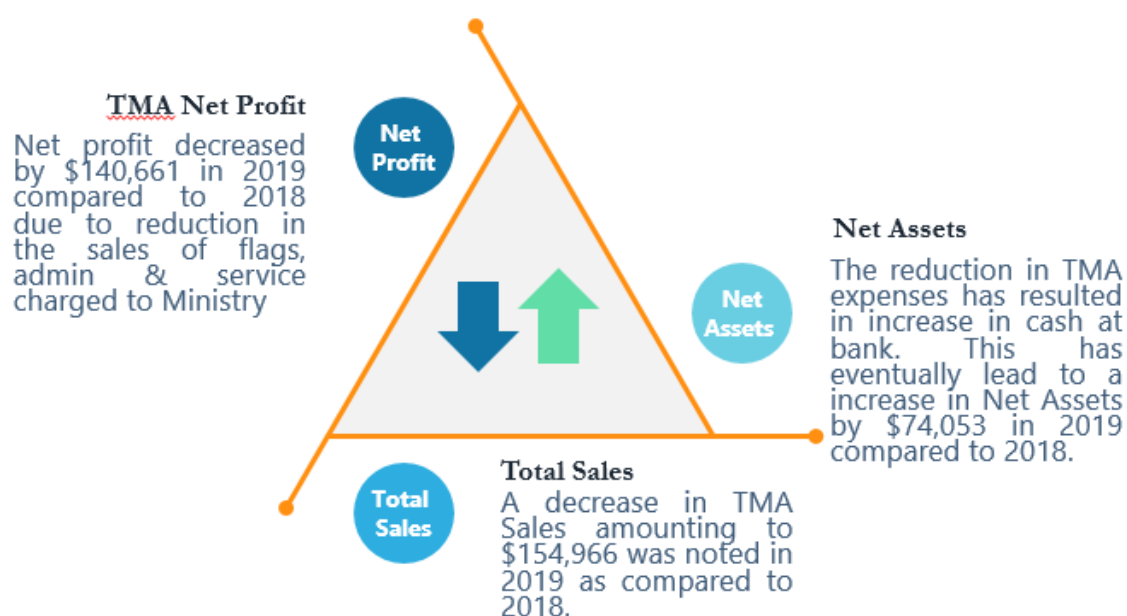 TMA Net Profit
Net profit decreased
by $140,661 in 2019
compared to 2018
due to reduction in
the sales of flags,
admin & service
charged to Ministry
Net
Profit
Net Assets
The reduction in TMA
expenses has resulted
in increase in cash at
bank. This has
eventually lead to a
increase in Net Assets
by $74,053 in 2019
compared to 2018.
Net
Assets
Total
Sales
Total Sales
A decrease in TMA
Sales amounting to
$154,966 was noted in
2019 as compared to
2018.